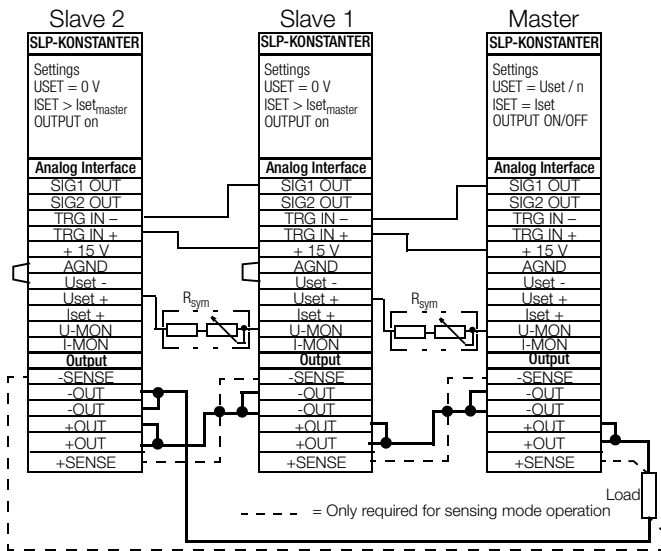 Slave 2
SLP-KONSTANTER
Settings
USET = 0 V
ISET > Iset_master
OUTPUT on
Analog Interface
SIG1 OUT
SIG2 OUT
TRG IN –
TRG IN +
+ 15 V
AGND
Uset -
Uset +
Iset +
U-MON
I-MON
Output
-SENSE
-OUT
-OUT
+OUT
+OUT
+SENSE
R_sym
Slave 1
SLP-KONSTANTER
Settings
USET = 0 V
ISET > Iset_master
OUTPUT on
Analog Interface
SIG1 OUT
SIG2 OUT
TRG IN –
TRG IN +
+ 15 V
AGND
Uset -
Uset +
Iset +
U-MON
I-MON
Output
-SENSE
-OUT
-OUT
+OUT
+OUT
+SENSE
R_sym
Master
SLP-KONSTANTER
Settings
USET = Uset / n
ISET = Iset
OUTPUT ON/OFF
Analog Interface
SIG1 OUT
SIG2 OUT
TRG IN –
TRG IN +
+ 15 V
AGND
Uset -
Uset +
Iset +
U-MON
I-MON
Output
-SENSE
-OUT
-OUT
+OUT
+OUT
+SENSE
Load
= Only required for sensing mode operation